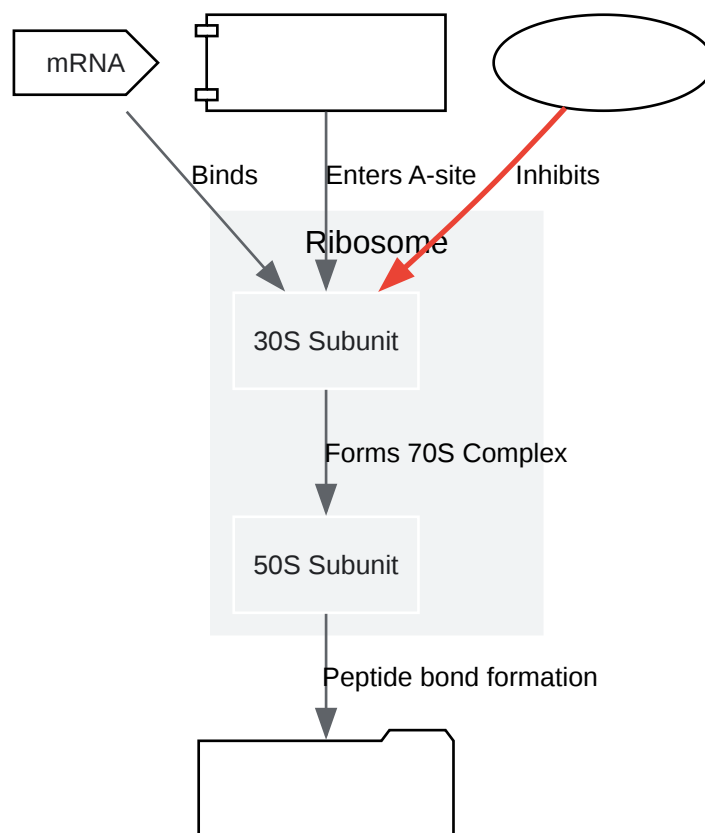 mRNA
Binds
Enters A-site
Inhibits
Ribosome
30S Subunit
Forms 70S Complex
50S Subunit
Peptide bond formation